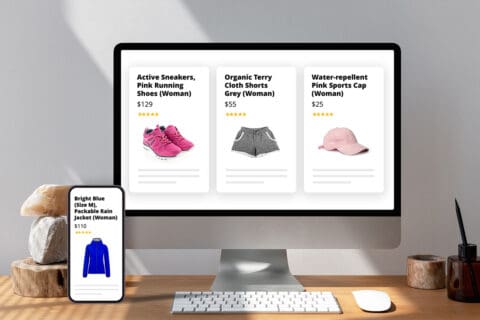 Active Sneakers,
Pink Running
Shoes (Woman)
$129
Organic Terry
Cloth Shorts
Grey (Woman)
$55
Water-repellent
Pink Sports Cap
(Woman)
$25
Bright Blue
(Size M),
Packable Rain
Jacket (Woman)
$110